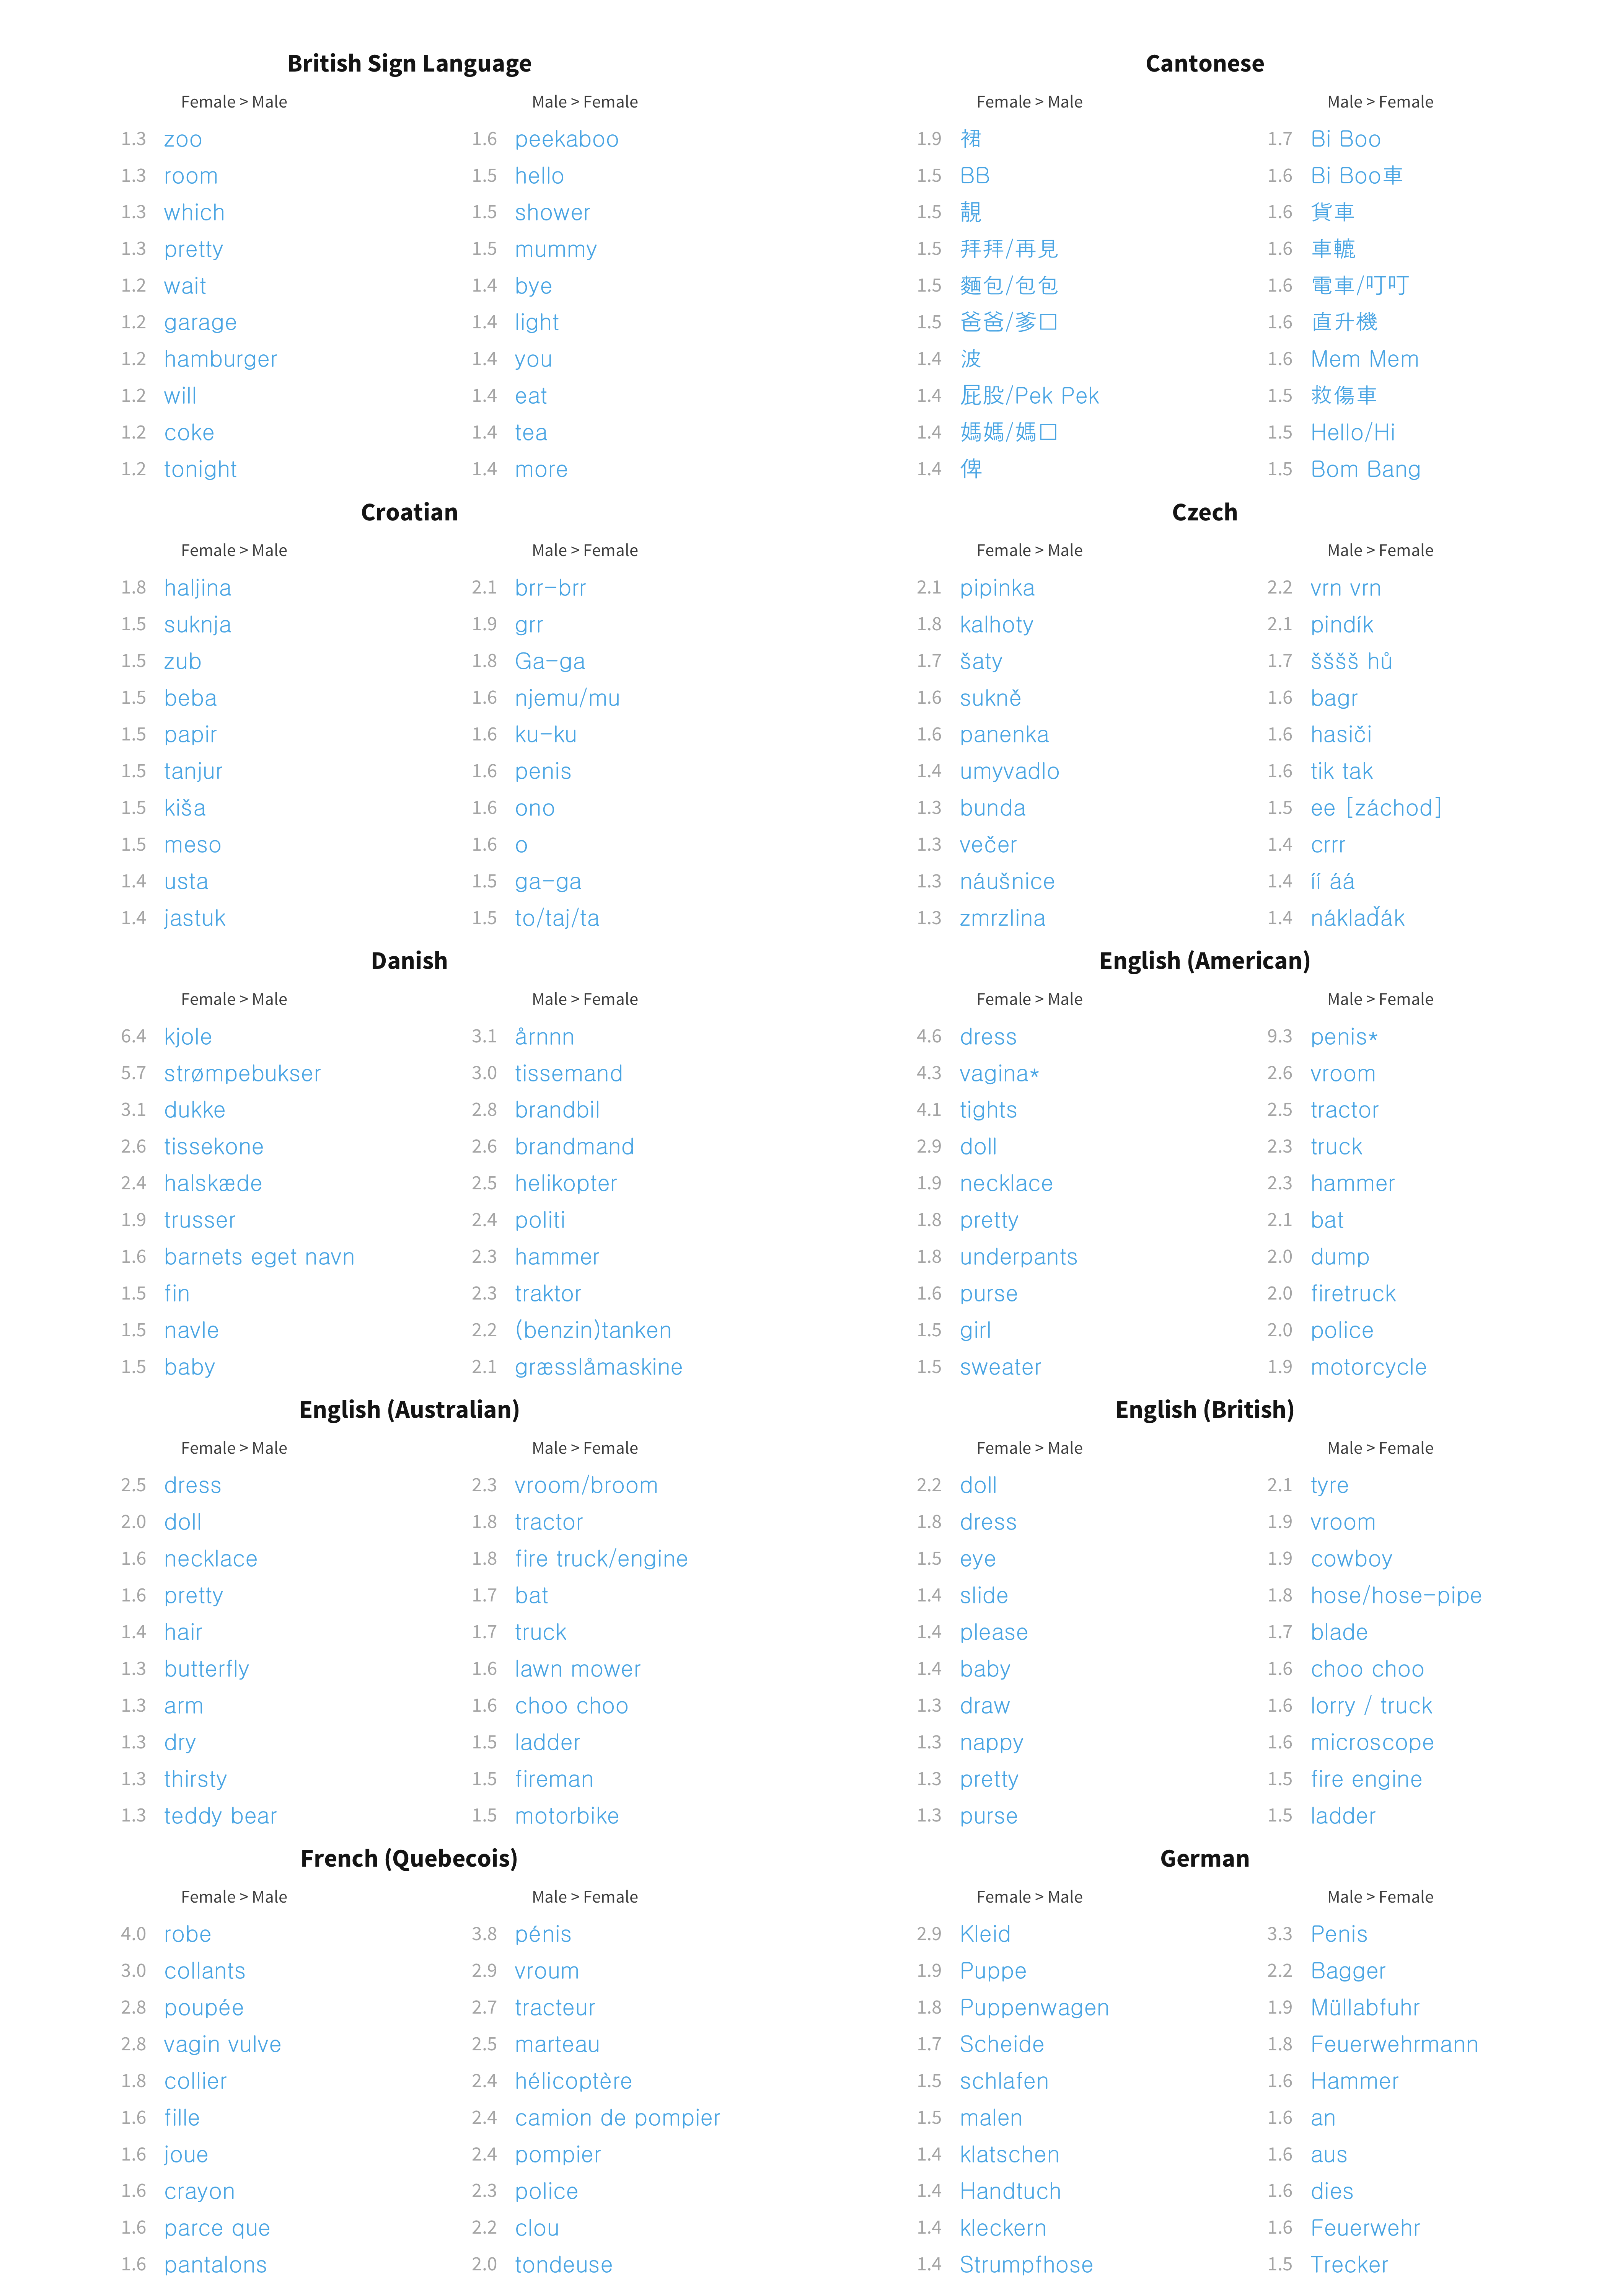 British Sign Language
Female > Male Male > Female
1.3 zoo 1.6 peekaboo
1.3 room 1.5 hello
1.3 which 1.5 shower
1.3 pretty 1.5 mummy
1.2 wait 1.4 bye
1.2 garage 1.4 light
1.2 hamburger 1.4 you
1.2 will 1.4 eat
1.2 coke 1.4 tea
1.2 tonight 1.4 more
Cantonese
Female > Male Male > Female
1.9 裙 1.7 Bi Boo
1.5 BB 1.6 Bi Boo車
1.5 靚 1.6 貨車
1.5 拜拜/再見 1.6 車轆
1.5 麵包/包包 1.6 電車/叮叮
1.5 爸爸/爹□ 1.6 直升機
1.4 波 1.6 Mem Mem
1.4 屁股/Pek Pek 1.5 救傷車
1.4 媽媽/媽□ 1.5 Hello/Hi
1.4 俾 1.5 Bom Bang
Croatian
Female > Male Male > Female
1.8 haljina 2.1 brr-brr
1.5 suknja 1.9 grr
1.5 zub 1.8 Ga-ga
1.5 beba 1.6 njemu/mu
1.5 papir 1.6 ku-ku
1.5 tanjur 1.6 penis
1.5 kiša 1.6 ono
1.5 meso 1.6 o
1.4 usta 1.5 ga-ga
1.4 jastuk 1.5 to/taj/ta
Czech
Female > Male Male > Female
2.1 pipinka 2.2 vrn vrn
1.8 kalhoty 2.1 pindík
1.7 šaty 1.7 šššš hů
1.6 sukně 1.6 bagr
1.6 panenka 1.6 hasiči
1.4 umyvadlo 1.6 tik tak
1.3 bunda 1.5 ee [záchod]
1.3 večer 1.4 crrr
1.3 náušnice 1.4 íí áá
1.3 zmrzlina 1.4 náklaďák
Danish
Female > Male Male > Female
6.4 kjole 3.1 årnnn
5.7 strømpebukser 3.0 tissemand
3.1 dukke 2.8 brandbil
2.6 tissekone 2.6 brandmand
2.4 halskæde 2.5 helikopter
1.9 trusser 2.4 politi
1.6 barnets eget navn 2.3 hammer
1.5 fin 2.3 traktor
1.5 navle 2.2 (benzin)tanken
1.5 baby 2.1 græsslåmaskine
English (American)
Female > Male Male > Female
4.6 dress 9.3 penis*
4.3 vagina* 2.6 vroom
4.1 tights 2.5 tractor
2.9 doll 2.3 truck
1.9 necklace 2.3 hammer
1.8 pretty 2.1 bat
1.8 underpants 2.0 dump
1.6 purse 2.0 firetruck
1.5 girl 2.0 police
1.5 sweater 1.9 motorcycle
English (Australian)
Female > Male Male > Female
2.5 dress 2.3 vroom/broom
2.0 doll 1.8 tractor
1.6 necklace 1.8 fire truck/engine
1.6 pretty 1.7 bat
1.4 hair 1.7 truck
1.3 butterfly 1.6 lawn mower
1.3 arm 1.6 choo choo
1.3 dry 1.5 ladder
1.3 thirsty 1.5 fireman
1.3 teddy bear 1.5 motorbike
English (British)
Female > Male Male > Female
2.2 doll 2.1 tyre
1.8 dress 1.9 vroom
1.5 eye 1.9 cowboy
1.4 slide 1.8 hose/hose-pipe
1.4 please 1.7 blade
1.4 baby 1.6 choo choo
1.3 draw 1.6 lorry / truck
1.3 nappy 1.6 microscope
1.3 pretty 1.5 fire engine
1.3 purse 1.5 ladder
French (Quebecois)
Female > Male Male > Female
4.0 robe 3.8 pénis
3.0 collants 2.9 vroum
2.8 poupée 2.7 tracteur
2.8 vagin vulve 2.5 marteau
1.8 collier 2.4 hélicoptère
1.6 fille 2.4 camion de pompier
1.6 joue 2.4 pompier
1.6 crayon 2.3 police
1.6 parce que 2.2 clou
1.6 pantalons 2.0 tondeuse
German
Female > Male Male > Female
2.9 Kleid 3.3 Penis
1.9 Puppe 2.2 Bagger
1.8 Puppenwagen 1.9 Müllabfuhr
1.7 Scheide 1.8 Feuerwehrmann
1.5 schlafen 1.6 Hammer
1.5 malen 1.6 an
1.4 klatschen 1.6 aus
1.4 Handtuch 1.6 dies
1.4 kleckern 1.6 Feuerwehr
1.4 Strumpfhose 1.5 Trecker